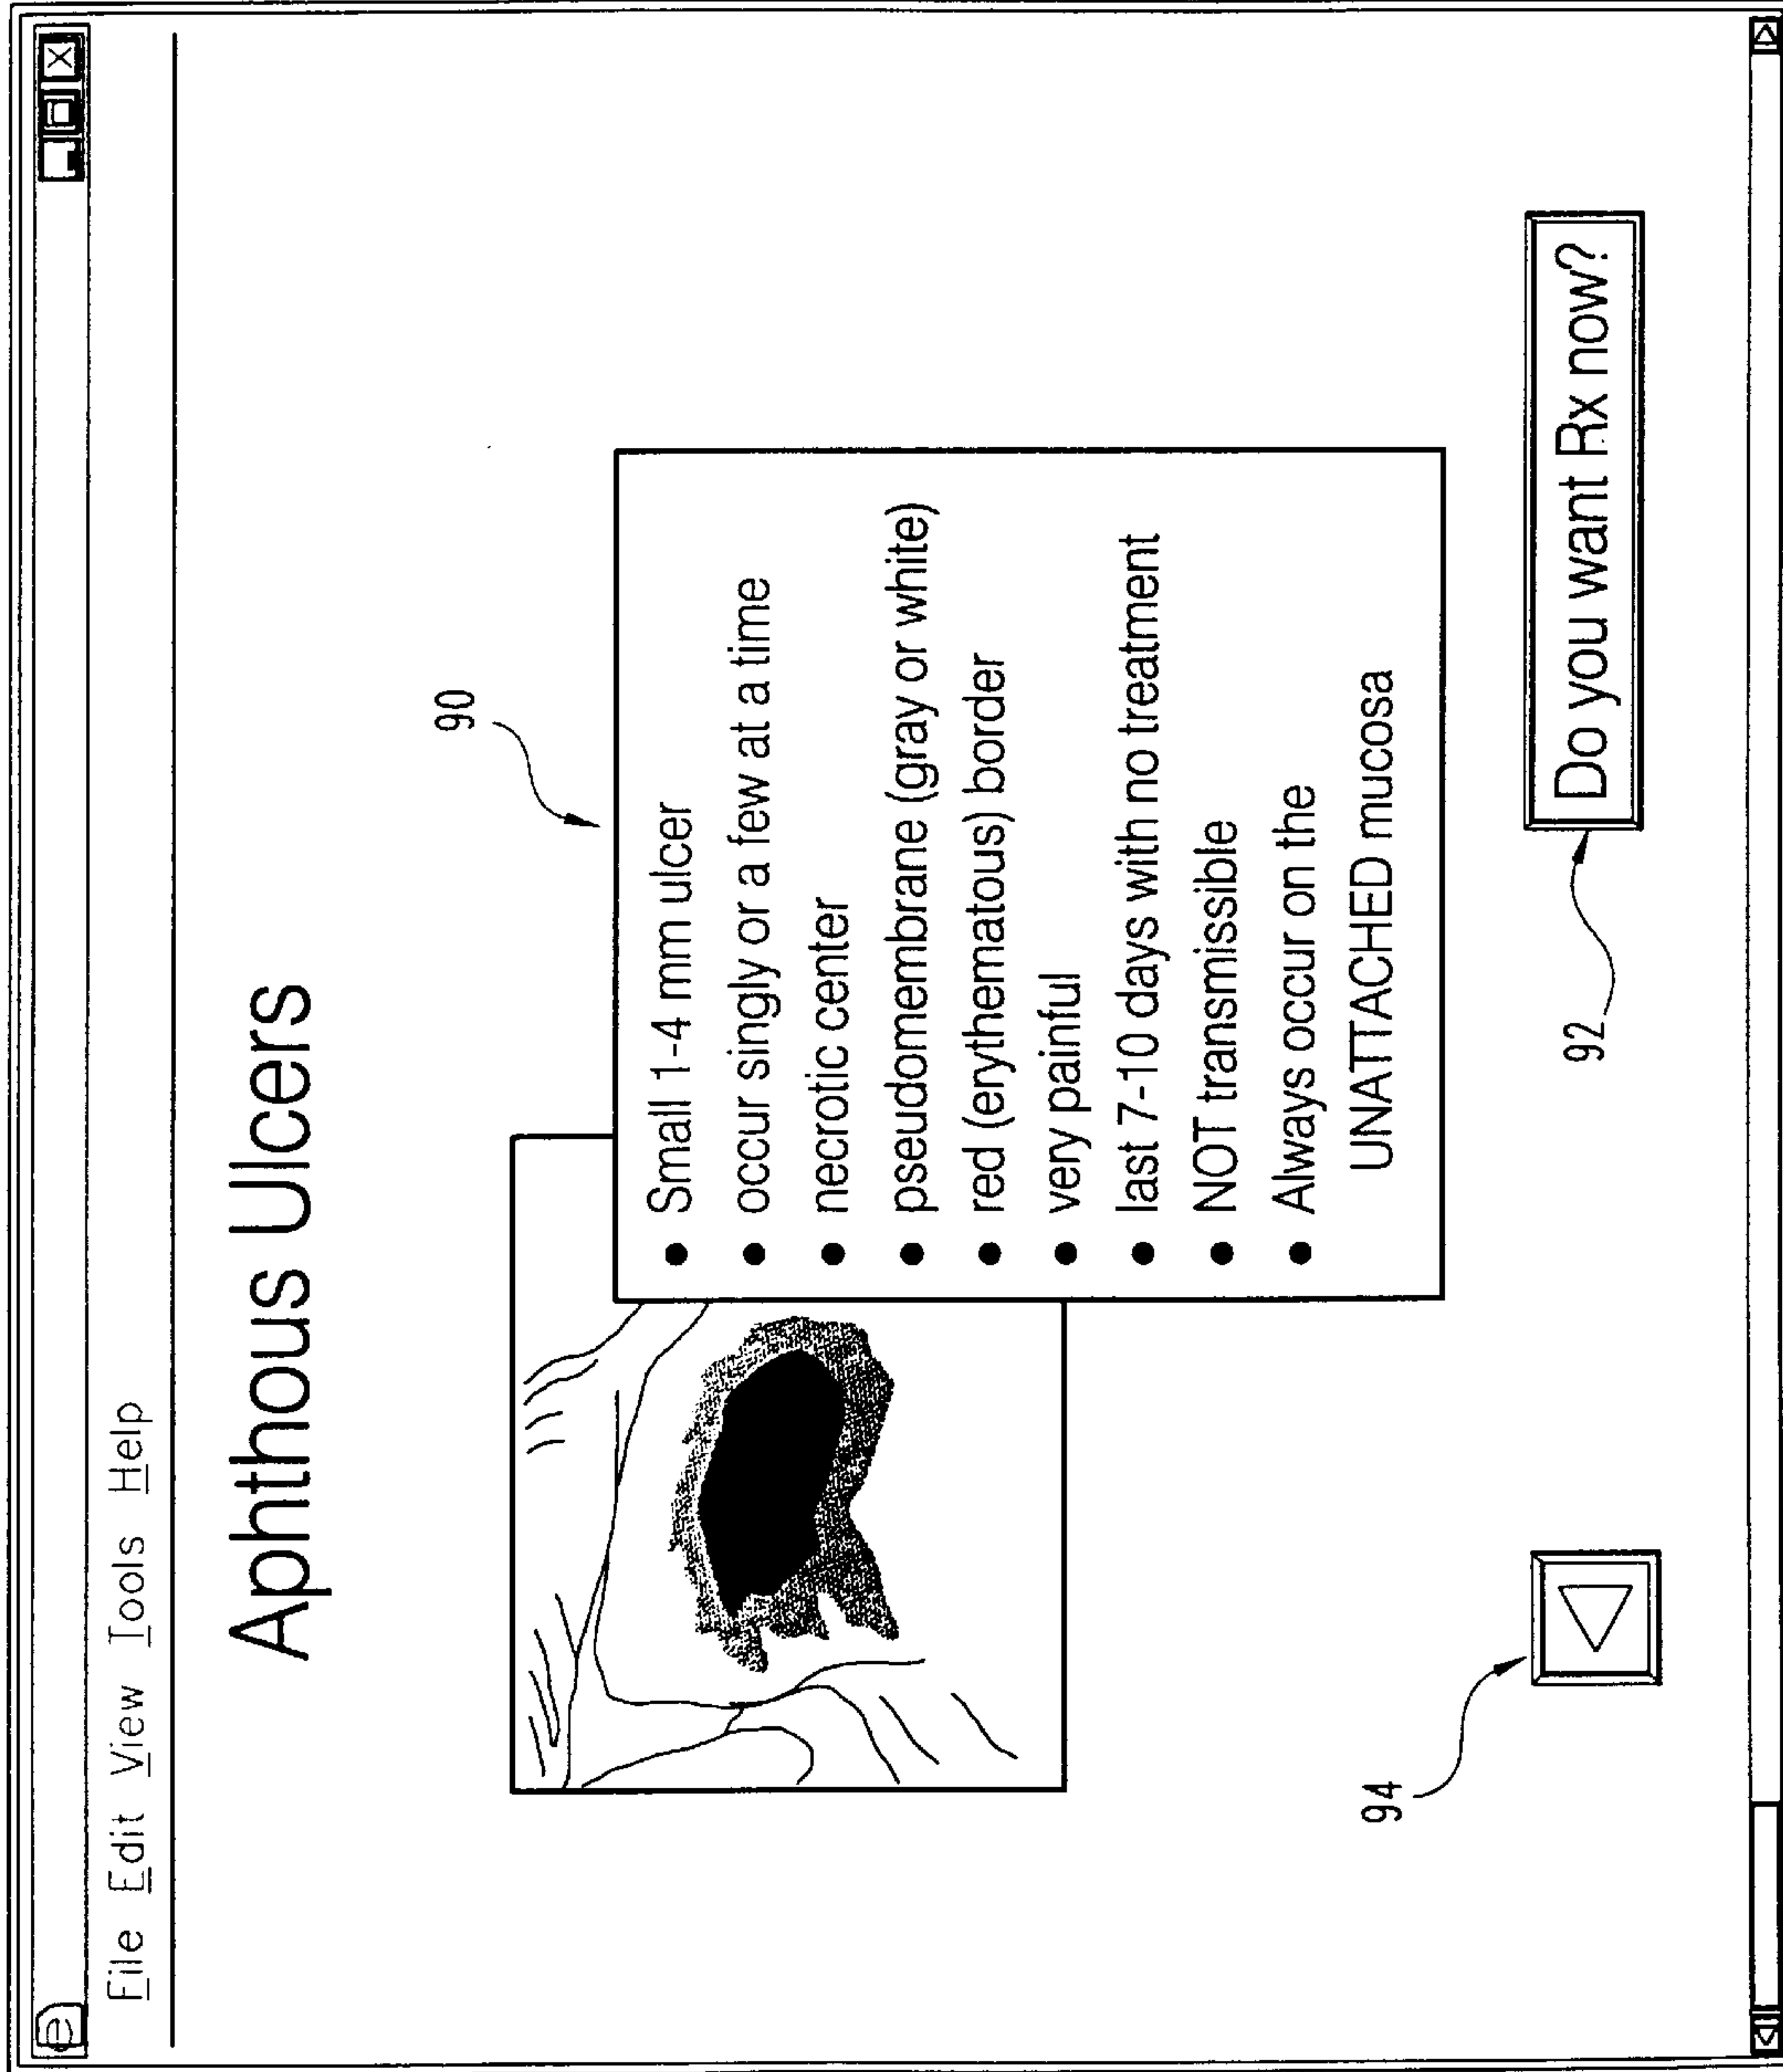 e
File Edit View Tools Help
X
Aphthous Ulcers
90
• Small 1-4 mm ulcer
• occur singly or a few at a time
• necrotic center
• pseudomembrane (gray or white)
• red (erythematous) border
• very painful
• last 7-10 days with no treatment
• NOT transmissible
• Always occur on the
UNATTACHED mucosa
94
92
Do you want Rx now?